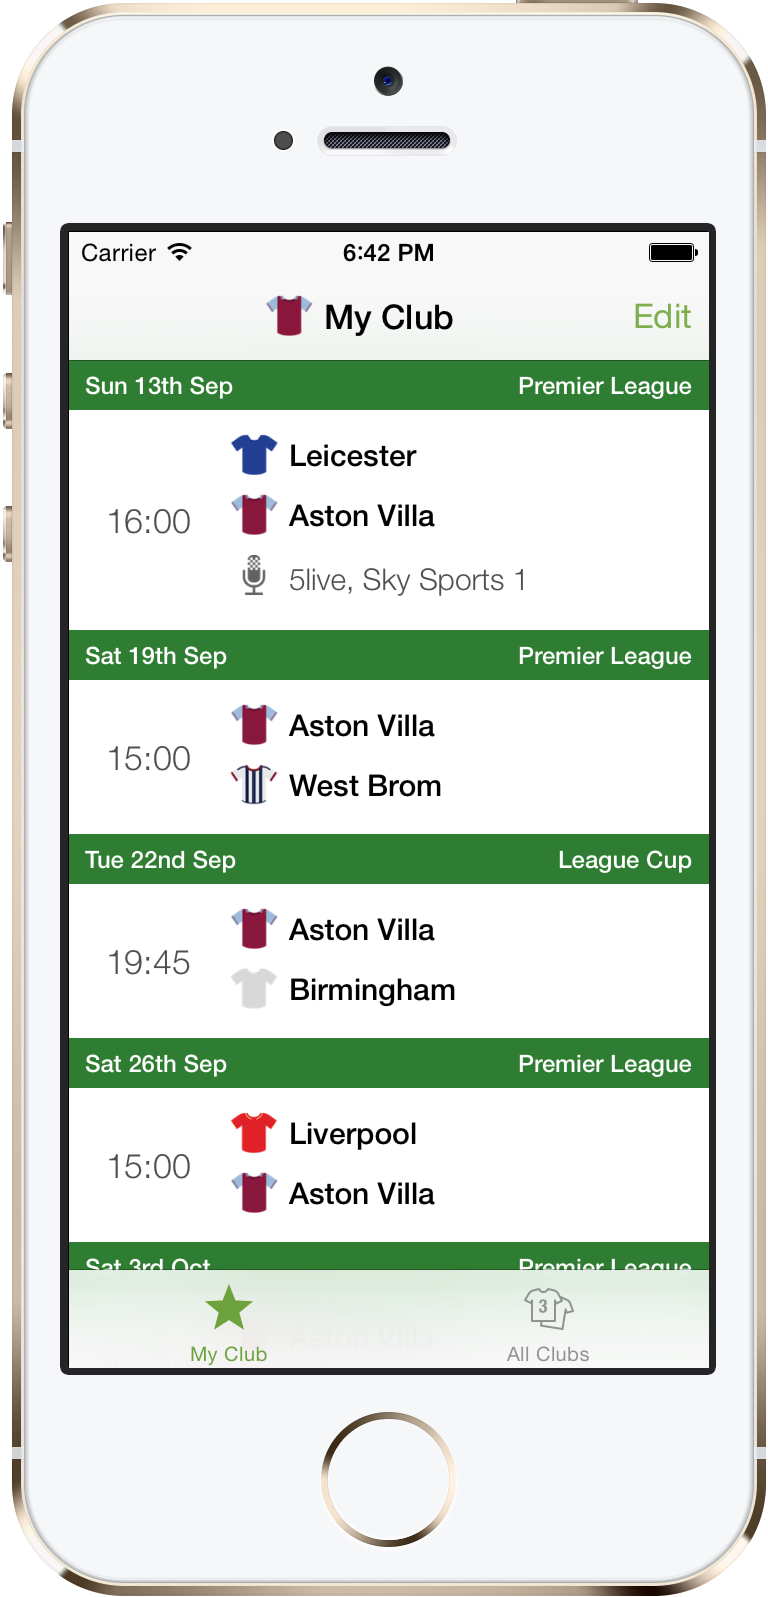 Carrier 6:42 PM
My Club Edit
Sun 13th Sep Premier League
Leicester
16:00
Aston Villa
5live, Sky Sports 1
Sat 19th Sep Premier League
Aston Villa
15:00
West Brom
Tue 22nd Sep League Cup
Aston Villa
19:45
Birmingham
Sat 26th Sep Premier League
Liverpool
15:00
Aston Villa
Sat 3rd Oct Premier League
Aston Villa
3
My Club All Clubs